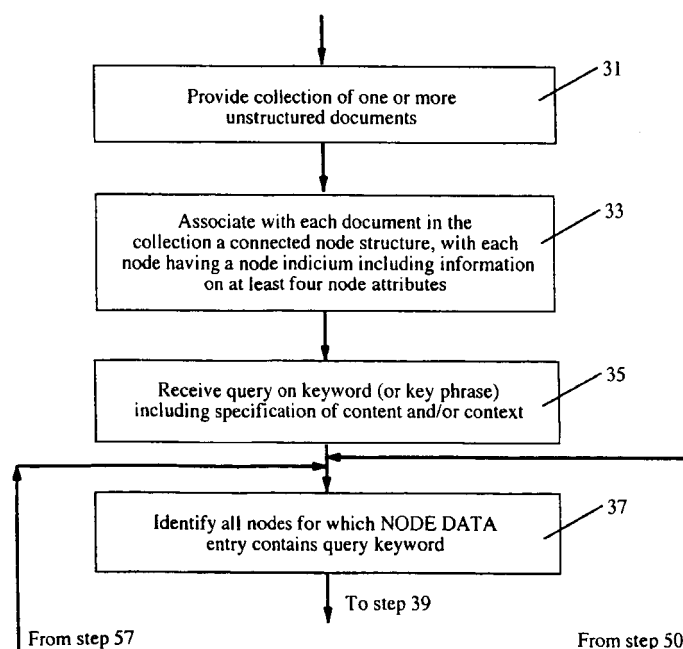 31
Provide collection of one or more
unstructured documents
33
Associate with each document in the
collection a connected node structure, with each
node having a node indicium including information
on at least four node attributes
35
Receive query on keyword (or key phrase)
including specification of content and/or context
37
Identify all nodes for which NODE DATA
entry contains query keyword
To step 39
From step 57
From step 50